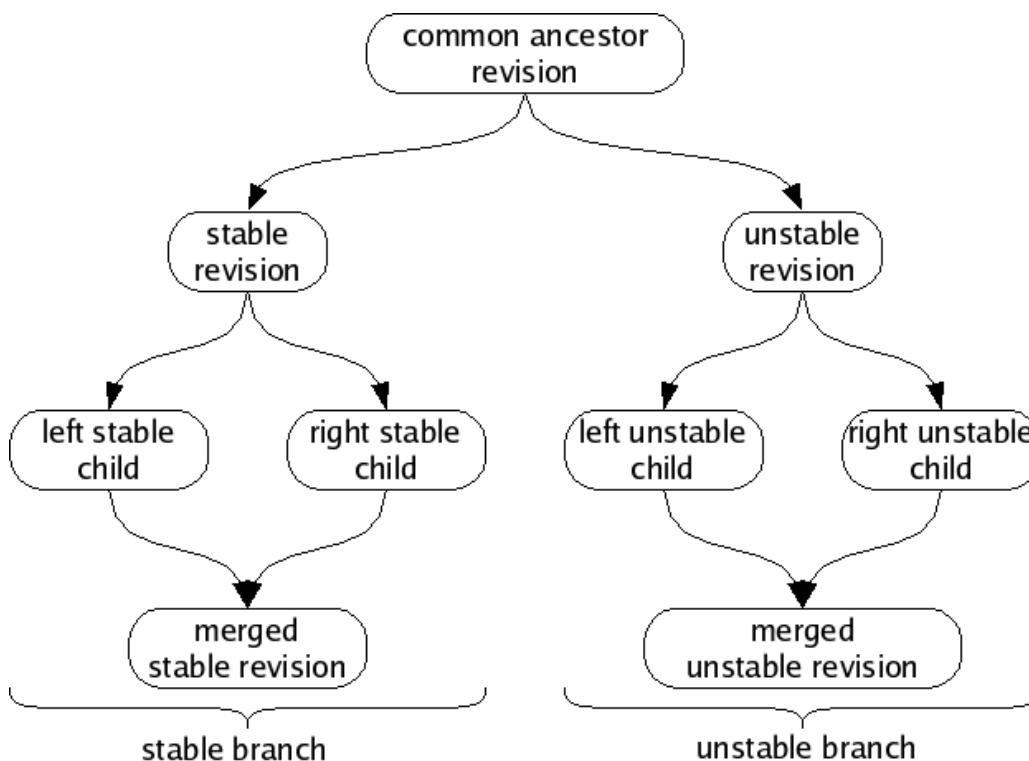 common ancestor
revision
stable
revision
unstable
revision
left stable
child
right stable
child
left unstable
child
right unstable
child
merged
stable revision
merged
unstable revision
stable branch
unstable branch